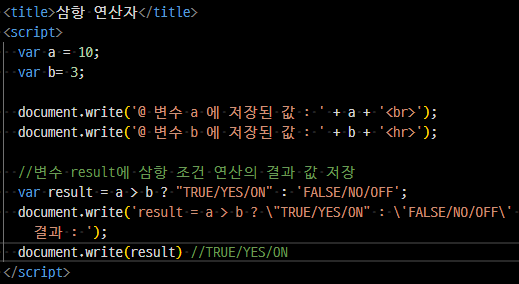 <title>삼항 연산자</title>
<script>
var a = 10;
var b= 3;
document.write('@ 변수 a 에 저장된 값 : ' + a + '<br>');
document.write('@ 변수 b 에 저장된 값 : ' + b + '<hr>');
//변수 result에 삼항 조건 연산의 결과 값 저장
var result = a > b ? "TRUE/YES/ON" : 'FALSE/NO/OFF';
document.write('result = a > b ? \"TRUE/YES/ON" : \'FALSE/NO/OFF\'
결과 : ');
document.write(result) //TRUE/YES/ON
</script>